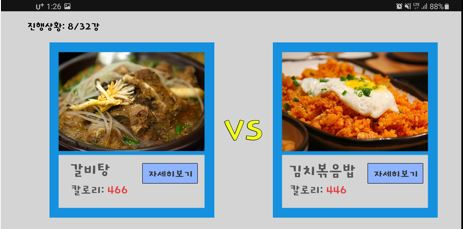 U⁺ 1:26 88%
진행상황: 8/32강
갈비탕
칼로리: 466
자세히보기
VS
김치볶음밥
칼로리: 446
자세히보기